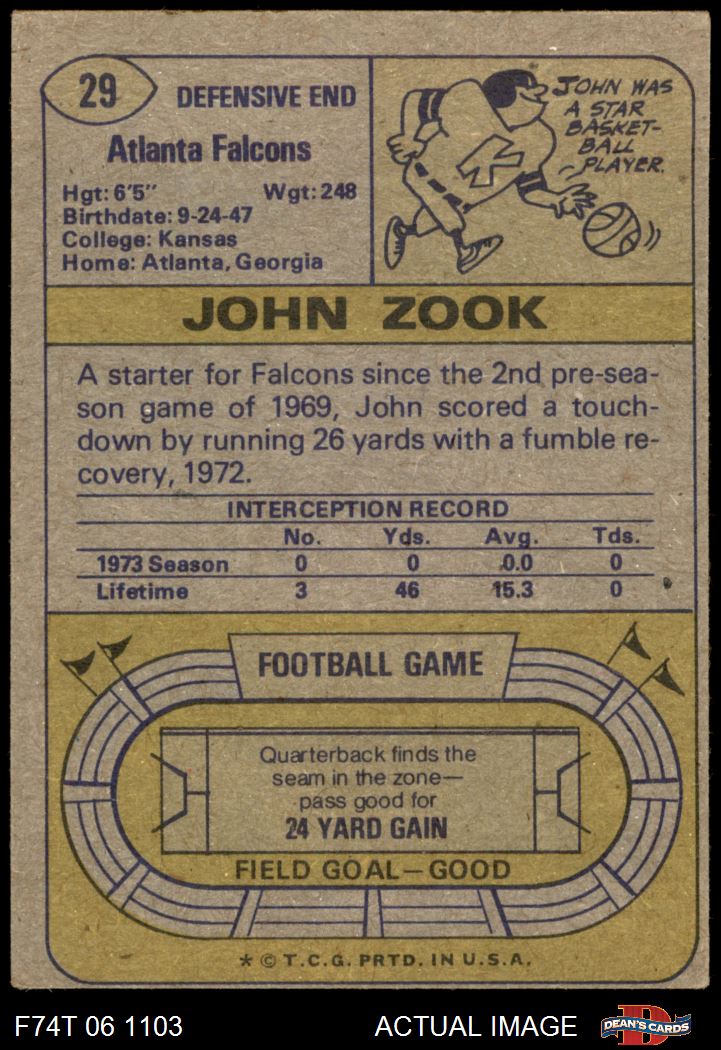 29
DEFENSIVE END
Atlanta Falcons
Hgt: 6'5" Wgt: 248
Birthdate: 9-24-47
College: Kansas
Home: Atlanta, Georgia
JOHN WAS
A STAR
BASKET-
BALL
PLAYER.
K
JOHN ZOOK
A starter for Falcons since the 2nd pre-sea-
son game of 1969, John scored a touch-
down by running 26 yards with a fumble re-
covery, 1972.
INTERCEPTION RECORD
No. Yds. Avg. Tds.
1973 Season 0 0 0.0 0
Lifetime 3 46 15.3 0
FOOTBALL GAME
Quarterback finds the
seam in the zone—
pass good for
24 YARD GAIN
FIELD GOAL—GOOD
* © T.C.G. PRTD. IN U.S.A.
F74T 06 1103 ACTUAL IMAGE D DEAN'S CARDS